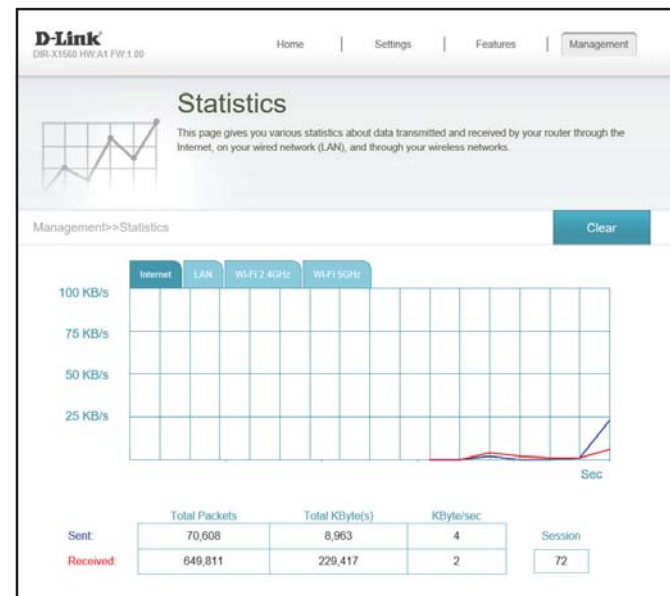 D-Link
DIR-X1560 HW:A1 FW:1.00
Home | Settings | Features | Management
Statistics
This page gives you various statistics about data transmitted and received by your router through the
Internet, on your wired network (LAN), and through your wireless networks.
Management>>Statistics
Clear
Internet LAN Wi-Fi 2.4GHz Wi-Fi 5GHz
100 KB/s
75 KB/s
50 KB/s
25 KB/s
Sec
Total Packets Total KByte(s) KByte/sec
Sent: 70,608 8,963 4 Session
Received: 649,811 229,417 2 72